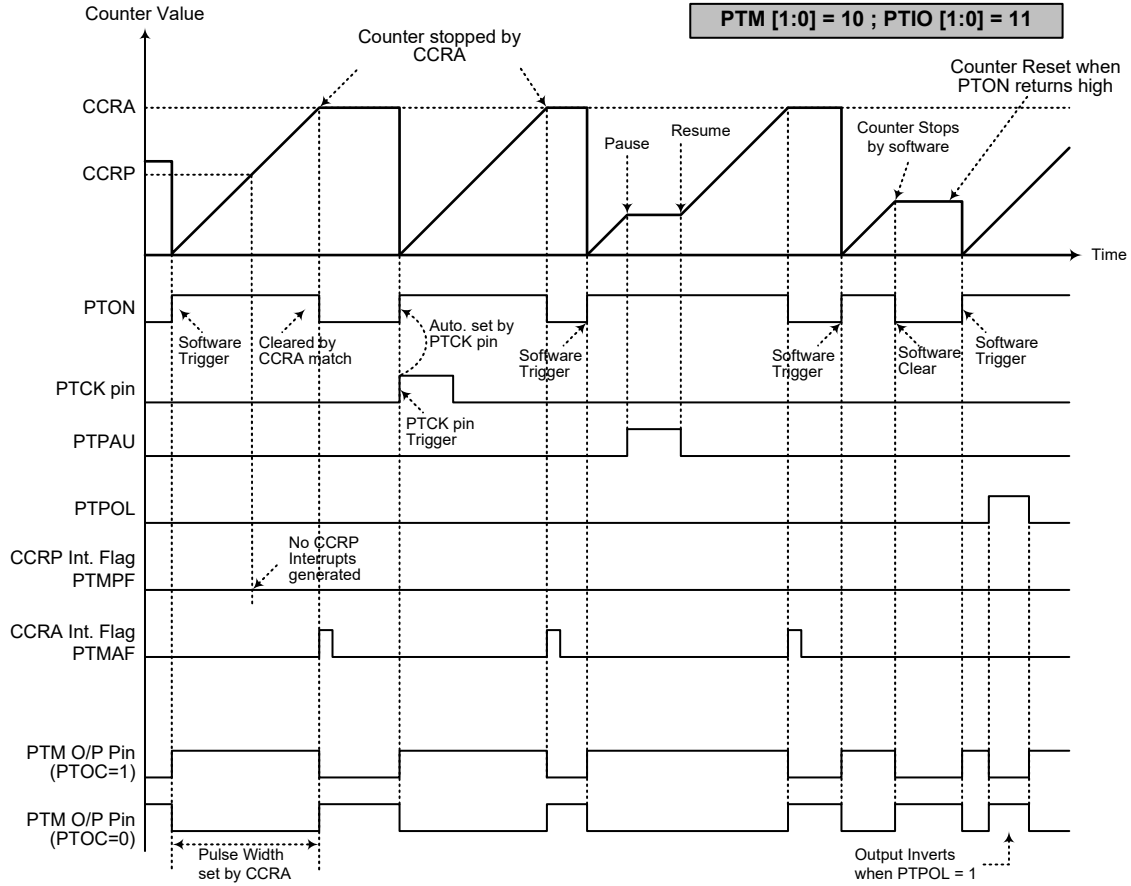 Counter Value
PTM [1:0] = 10 ; PTIO [1:0] = 11
Counter stopped by
CCRA
Counter Reset when
PTON returns high
CCRA
Pause
Resume
Counter Stops
by software
CCRP
Time
PTON
Software
Trigger
Cleared by
CCRA match
Auto. set by
PTCK pin
Software
Trigger
Software
Trigger
Software
Clear
Software
Trigger
PTCK pin
PTCK pin
Trigger
PTPAU
PTPOL
CCRP Int. Flag
PTMPF
No CCRP
Interrupts
generated
CCRA Int. Flag
PTMAF
PTM O/P Pin
(PTOC=1)
PTM O/P Pin
(PTOC=0)
Pulse Width
set by CCRA
Output Inverts
when PTPOL = 1